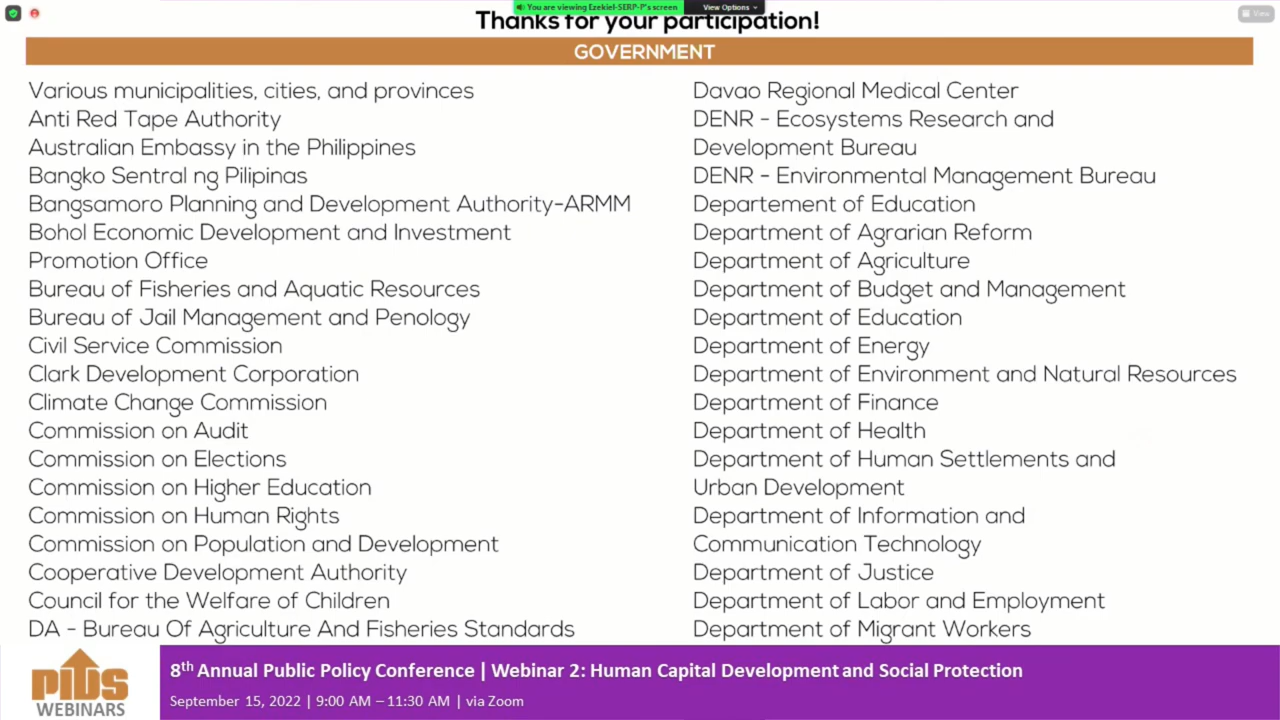 You are viewing Ezekiel-SERP-P's screen
View Options
View
Thanks for your participation!
GOVERNMENT
Various municipalities, cities, and provinces
Anti Red Tape Authority
Australian Embassy in the Philippines
Bangko Sentral ng Pilipinas
Bangsamoro Planning and Development Authority-ARMM
Bohol Economic Development and Investment
Promotion Office
Bureau of Fisheries and Aquatic Resources
Bureau of Jail Management and Penology
Civil Service Commission
Clark Development Corporation
Climate Change Commission
Commission on Audit
Commission on Elections
Commission on Higher Education
Commission on Human Rights
Commission on Population and Development
Cooperative Development Authority
Council for the Welfare of Children
DA - Bureau Of Agriculture And Fisheries Standards
Davao Regional Medical Center
DENR - Ecosystems Research and
Development Bureau
DENR - Environmental Management Bureau
Departement of Education
Department of Agrarian Reform
Department of Agriculture
Department of Budget and Management
Department of Education
Department of Energy
Department of Environment and Natural Resources
Department of Finance
Department of Health
Department of Human Settlements and
Urban Development
Department of Information and
Communication Technology
Department of Justice
Department of Labor and Employment
Department of Migrant Workers
PIDS
WEBINARS
8th Annual Public Policy Conference | Webinar 2: Human Capital Development and Social Protection
September 15, 2022 | 9:00 AM – 11:30 AM | via Zoom